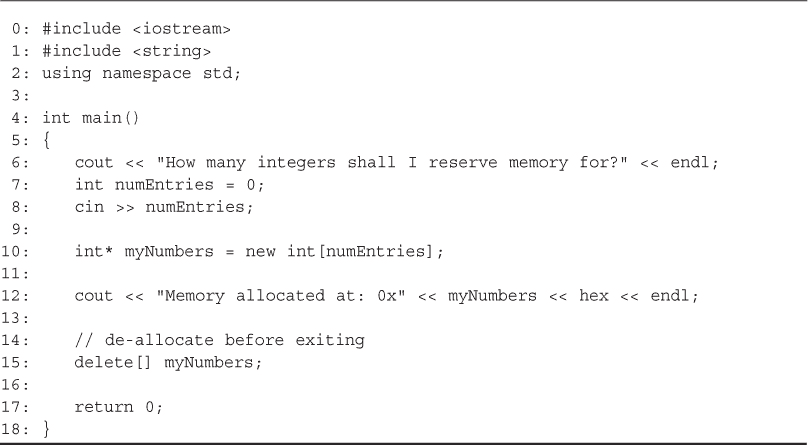 0: #include <iostream>
1: #include <string>
2: using namespace std;
3:
4: int main()
5: {
6:    cout << "How many integers shall I reserve memory for?" << endl;
7:    int numEntries = 0;
8:    cin >> numEntries;
9:
10:    int* myNumbers = new int[numEntries];
11:
12:    cout << "Memory allocated at: 0x" << myNumbers << hex << endl;
13:
14:    // de-allocate before exiting
15:    delete[] myNumbers;
16:
17:    return 0;
18: }